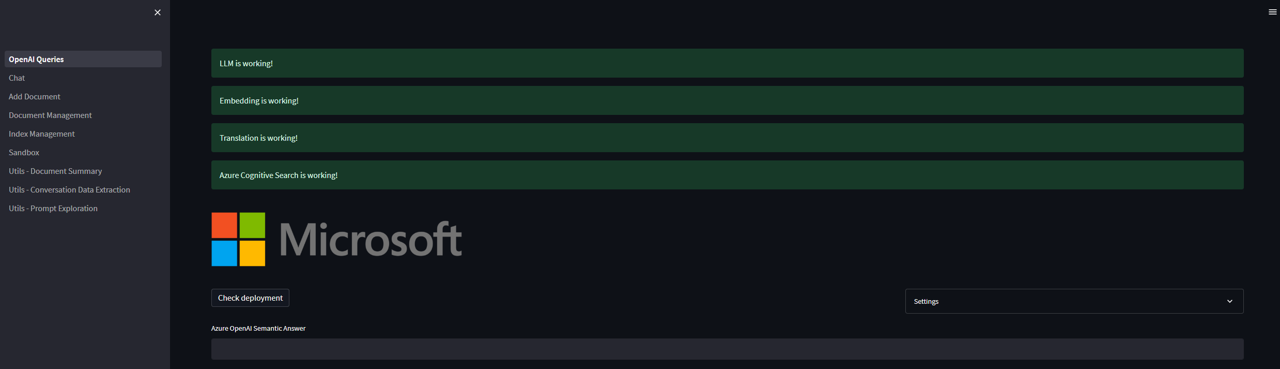 OpenAI Queries
Chat
Add Document
Document Management
Index Management
Sandbox
Utils - Document Summary
Utils - Conversation Data Extraction
Utils - Prompt Exploration
LLM is working!
Embedding is working!
Translation is working!
Azure Cognitive Search is working!
Microsoft
Check deployment
Settings
Azure OpenAI Semantic Answer